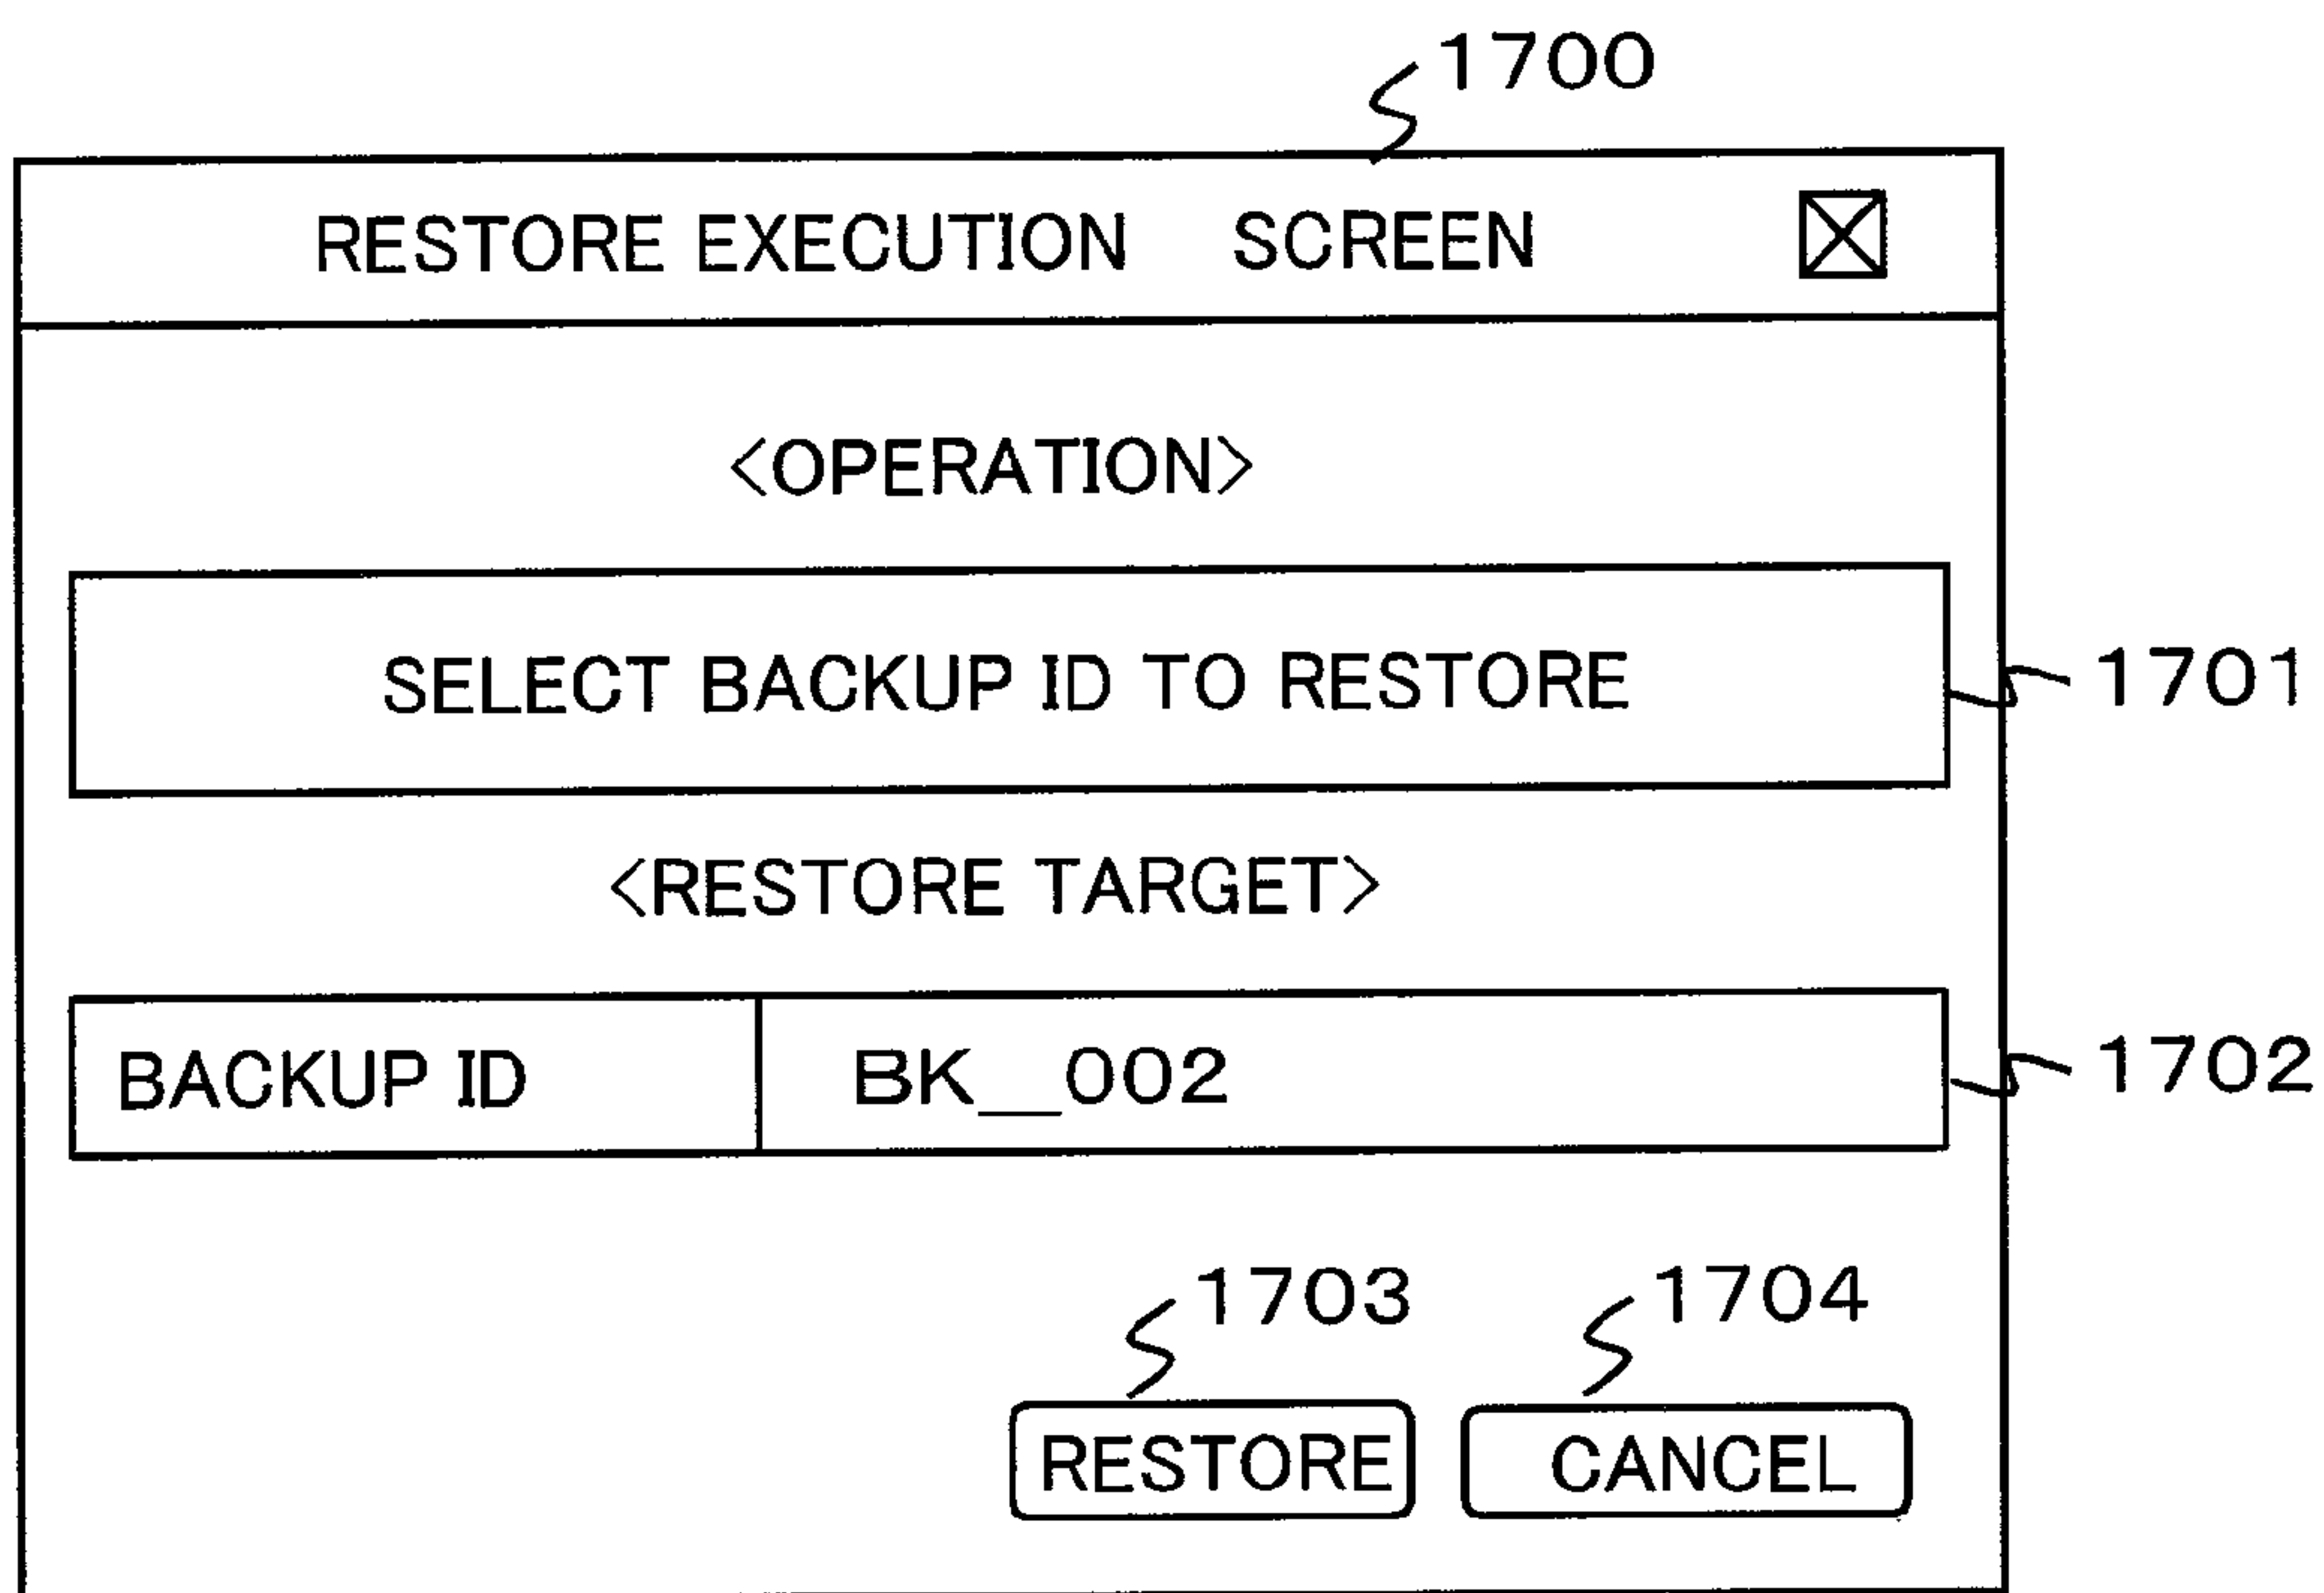 1700
RESTORE EXECUTION SCREEN
<OPERATION>
SELECT BACKUP ID TO RESTORE 1701
<RESTORE TARGET>
BACKUP ID BK__002 1702
1703 1704
RESTORE CANCEL